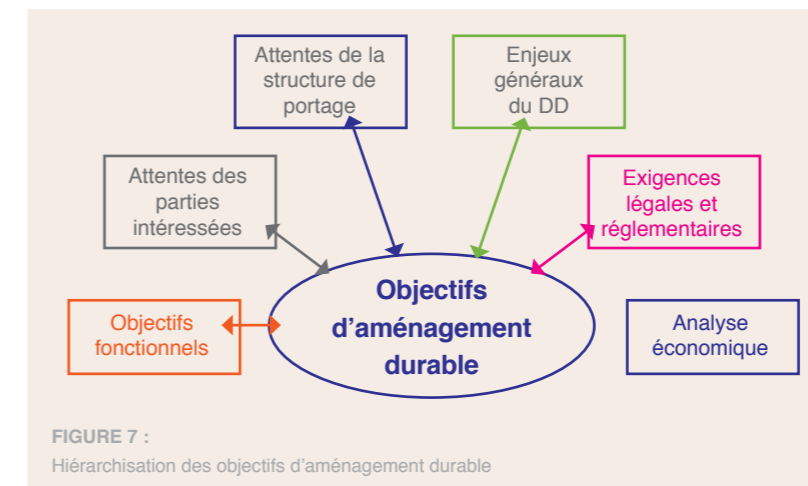 Attentes de la
structure de
portage
Enjeux
généraux
du DD
Attentes des
parties
intéressées
Exigences
légales et
réglementaires
Objectifs
fonctionnels
Objectifs
d’aménagement
durable
Analyse
économique
FIGURE 7 :
Hiérarchisation des objectifs d’aménagement durable